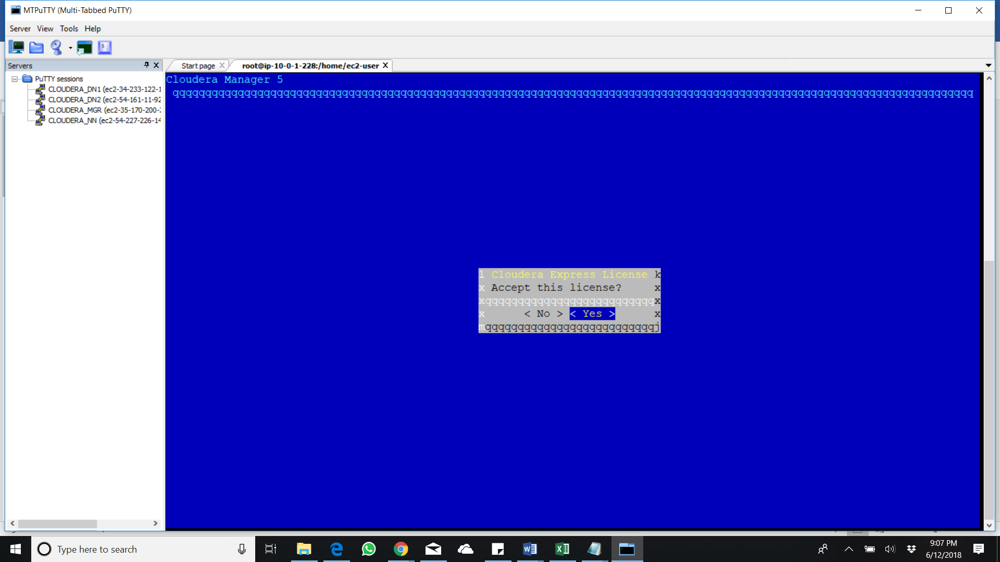 MTPuTTY (Multi-Tabbed PuTTY)
Server View Tools Help
Servers
Start page
root@ip-10-0-1-228:/home/ec2-user
PuTTY sessions
CLOUDERA_DN1 (ec2-34-233-122-1
CLOUDERA_DN2 (ec2-54-161-11-92
CLOUDERA_MGR (ec2-35-170-200-2
CLOUDERA_NN (ec2-54-227-226-14
Cloudera Manager 5
l Cloudera Express License k
x Accept this license? x
xqqqqqqqqqqqqqqqqqqqqqqqqqqx
x < No > < Yes > x
mqqqqqqqqqqqqqqqqqqqqqqqqqqj
Type here to search
9:07 PM
6/12/2018